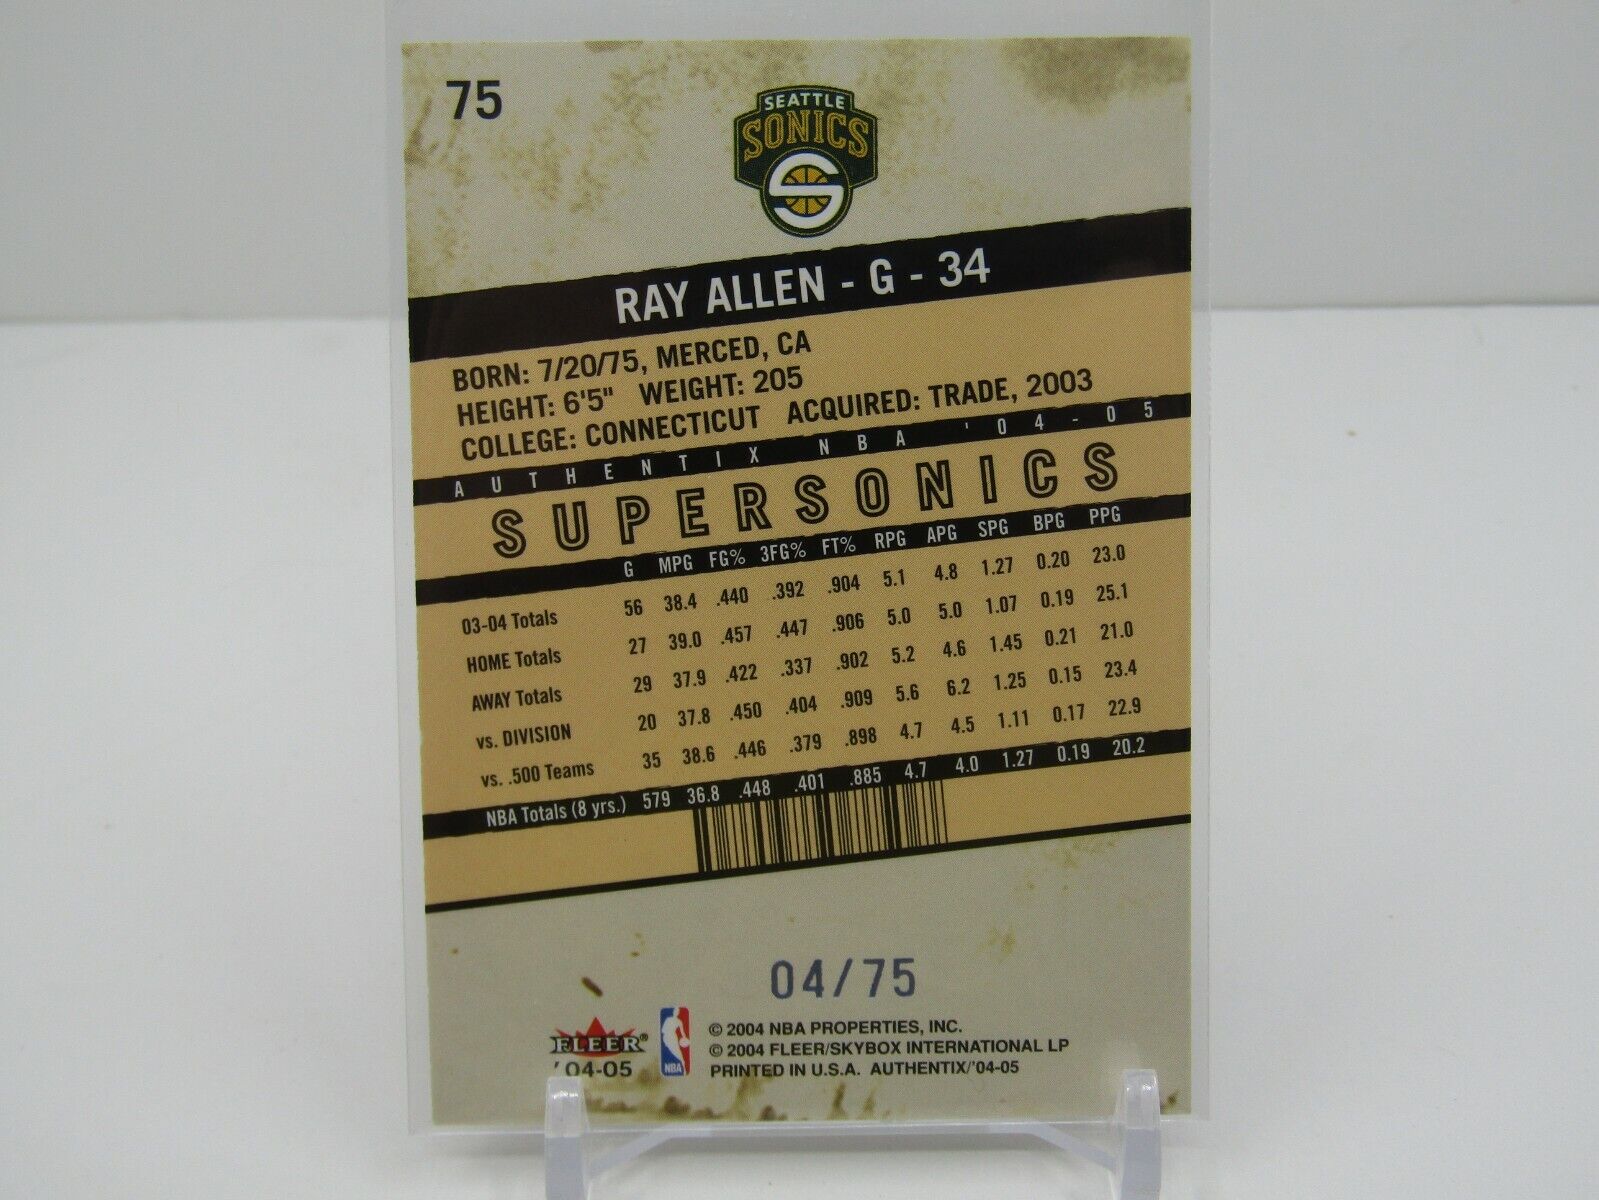 75
SEATTLE
SONICS
RAY ALLEN - G - 34
BORN: 7/20/75, MERCED, CA
HEIGHT: 6'5" WEIGHT: 205
COLLEGE: CONNECTICUT ACQUIRED: TRADE, 2003
AUTHENTIX NBA '04-05
SUPERSONICS
G MPG FG% 3FG% FT% RPG APG SPG BPG PPG
03-04 Totals 56 38.4 .440 .392 .904 5.1 4.8 1.27 0.20 23.0
HOME Totals 27 39.0 .457 .447 .906 5.0 5.0 1.07 0.19 25.1
AWAY Totals 29 37.9 .422 .337 .902 5.2 4.6 1.45 0.21 21.0
vs. DIVISION 20 37.8 .450 .404 .909 5.6 6.2 1.25 0.15 23.4
vs. .500 Teams 35 38.6 .446 .379 .898 4.7 4.5 1.11 0.17 22.9
NBA Totals (8 yrs.) 579 36.8 .448 .401 .885 4.7 4.0 1.27 0.19 20.2
04/75
FLEER®
'04-05
NBA
© 2004 NBA PROPERTIES, INC.
© 2004 FLEER/SKYBOX INTERNATIONAL LP
PRINTED IN U.S.A. AUTHENTIX/'04-05